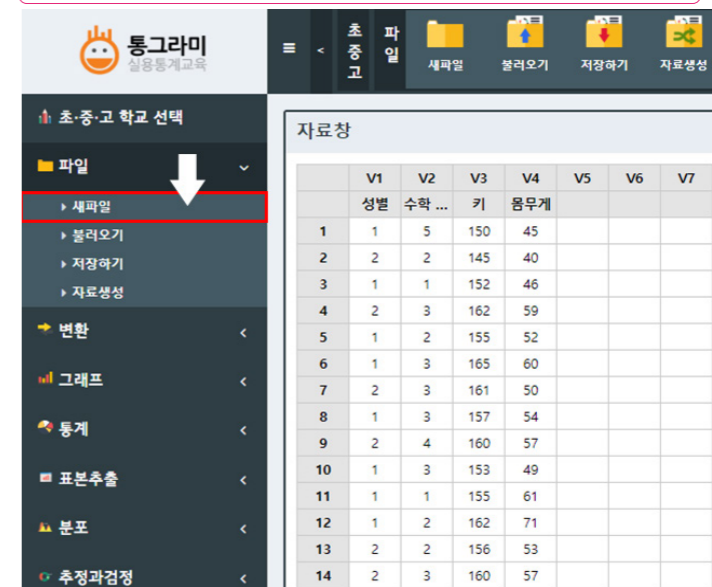 통그라미
실용통계교육
≡ < 초중고 파일 새파일 불러오기 저장하기 자료생성
초·중·고 학교 선택
파일
새파일
불러오기
저장하기
자료생성
변환
그래프
통계
표본추출
분포
추정과검정
자료창
V1 V2 V3 V4 V5 V6 V7
성별 수학 ... 키 몸무게
1 1 5 150 45
2 2 2 145 40
3 1 1 152 46
4 2 3 162 59
5 1 2 155 52
6 1 3 165 60
7 2 3 161 50
8 1 3 157 54
9 2 4 160 57
10 1 3 153 49
11 1 1 155 61
12 1 2 162 71
13 2 2 156 53
14 2 3 160 57